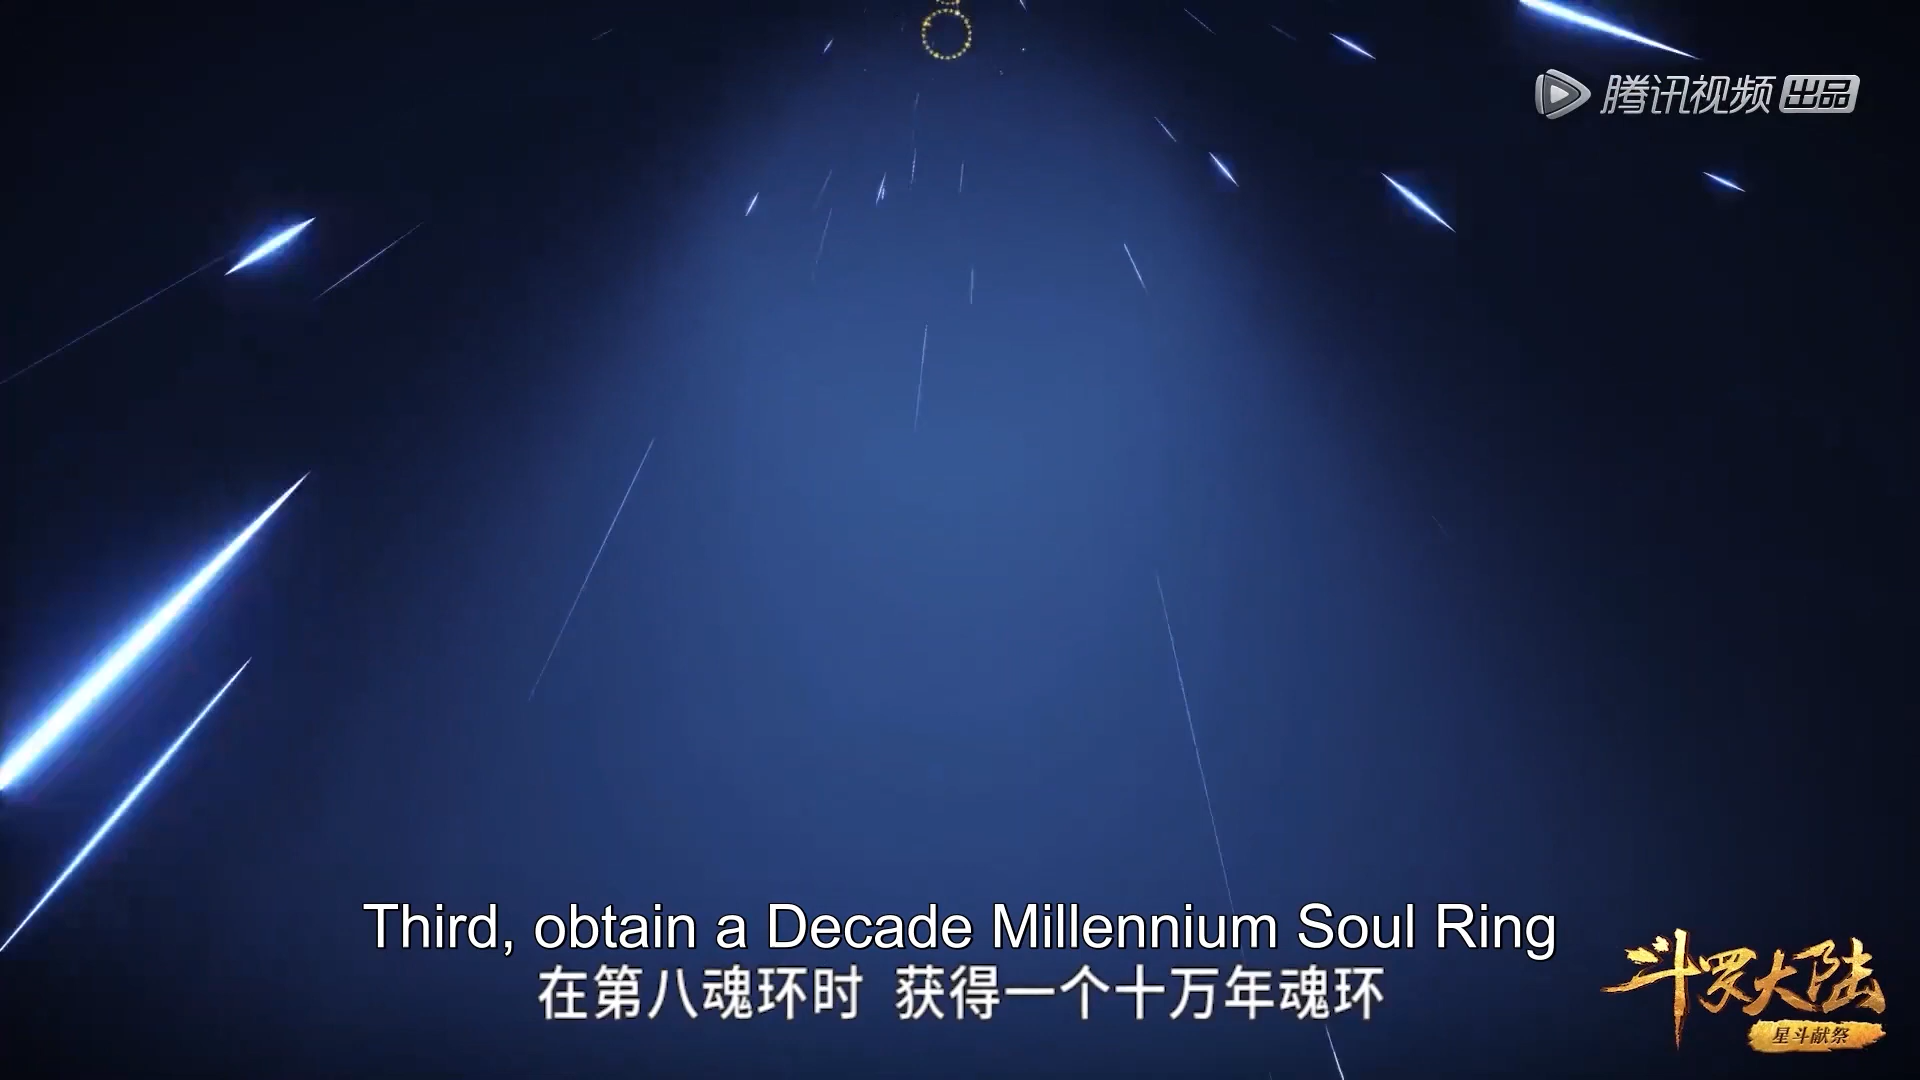 腾讯视频 出品
Third, obtain a Decade Millennium Soul Ring
在第八魂环时 获得一个十万年魂环
斗罗大陆
星斗献祭